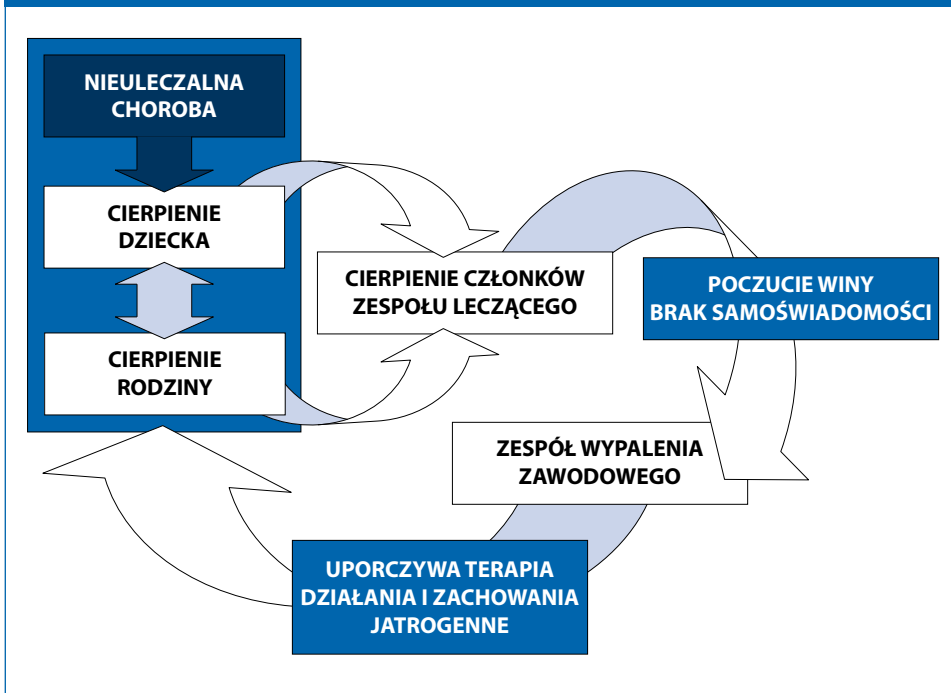 NIEULECZALNA
CHOROBA
CIERPIENIE
DZIECKA
CIERPIENIE
RODZINY
CIERPIENIE CZŁONKÓW
ZESPOŁU LECZĄCEGO
POCZUCIE WINY
BRAK SAMOŚWIADOMOŚCI
ZESPÓŁ WYPALENIA
ZAWODOWEGO
UPORCZYWA TERAPIA
DZIAŁANIA I ZACHOWANIA
JATROGENNE